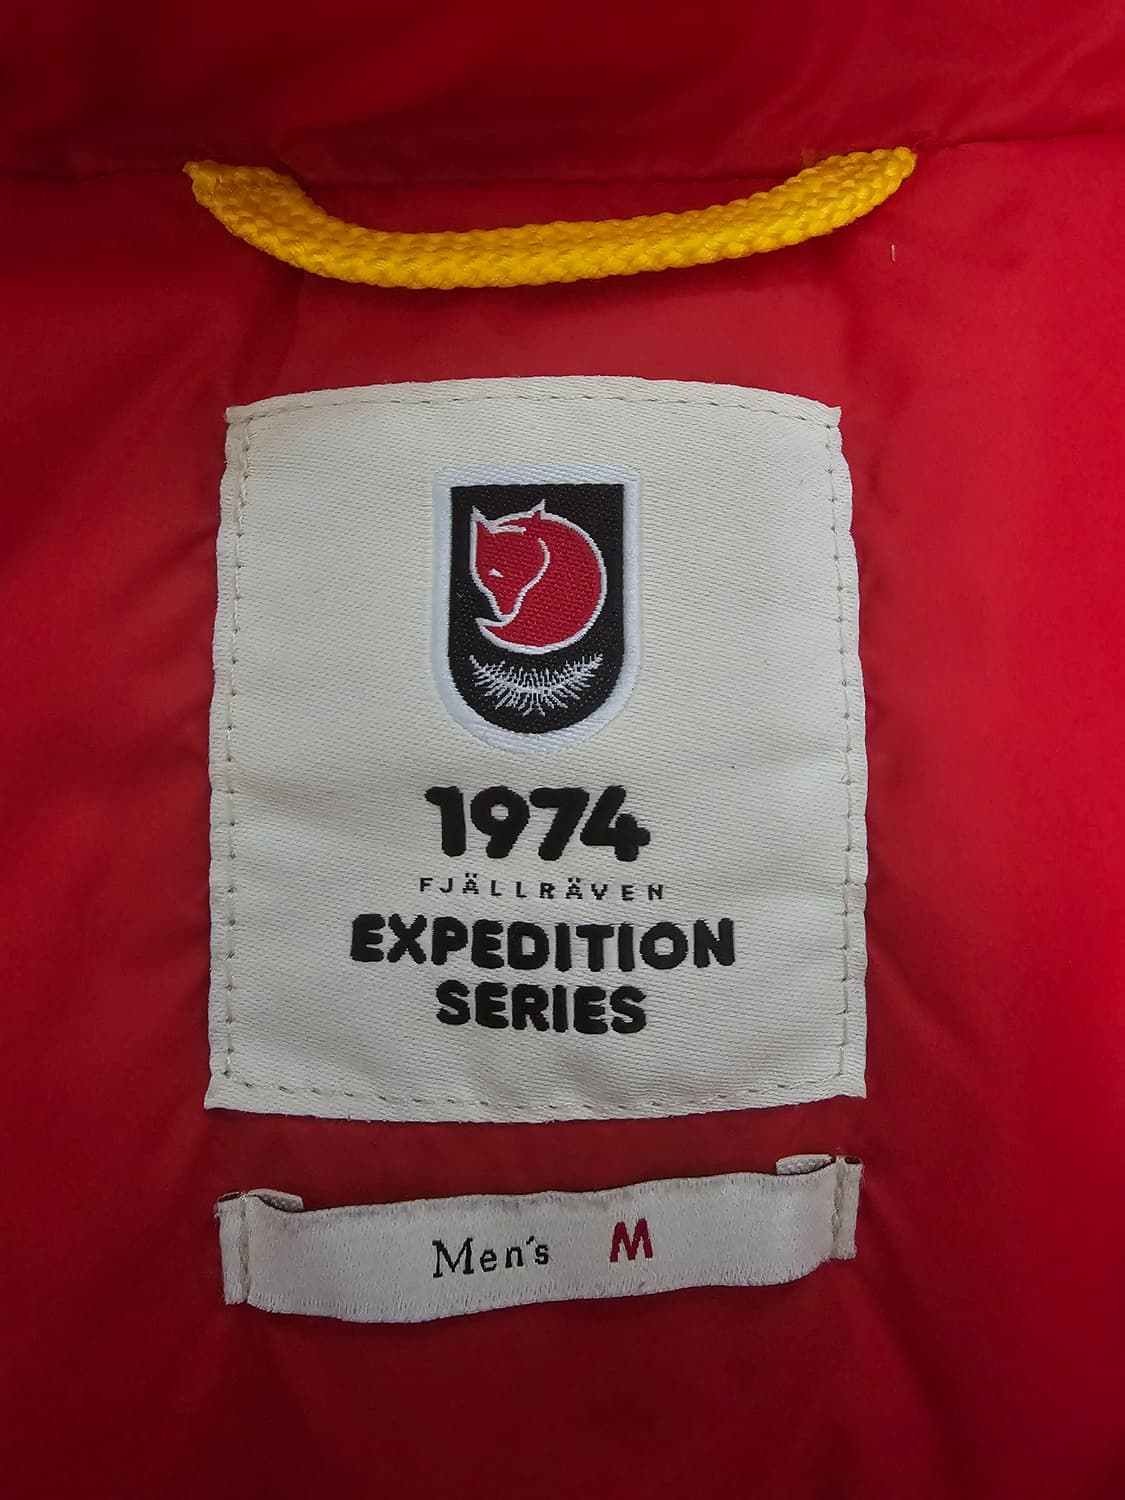 1974
FJÄLLRÄVEN
EXPEDITION
SERIES
Men´s M